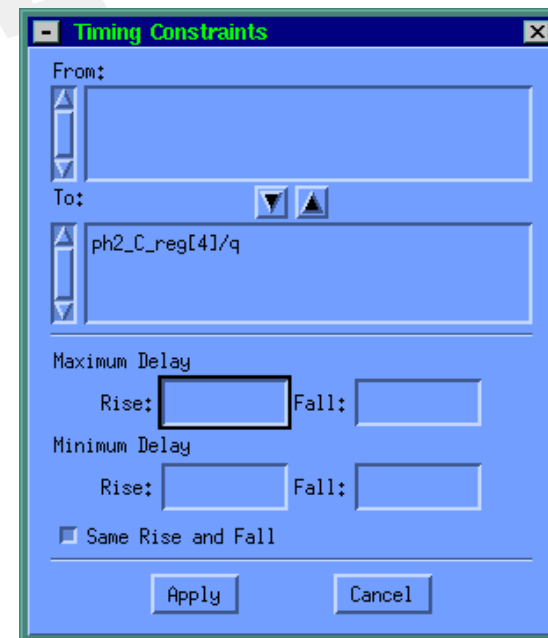 Timing Constraints
From:
To:
ph2_C_reg[4]/q
Maximum Delay
Rise: Fall:
Minimum Delay
Rise: Fall:
Same Rise and Fall
Apply Cancel